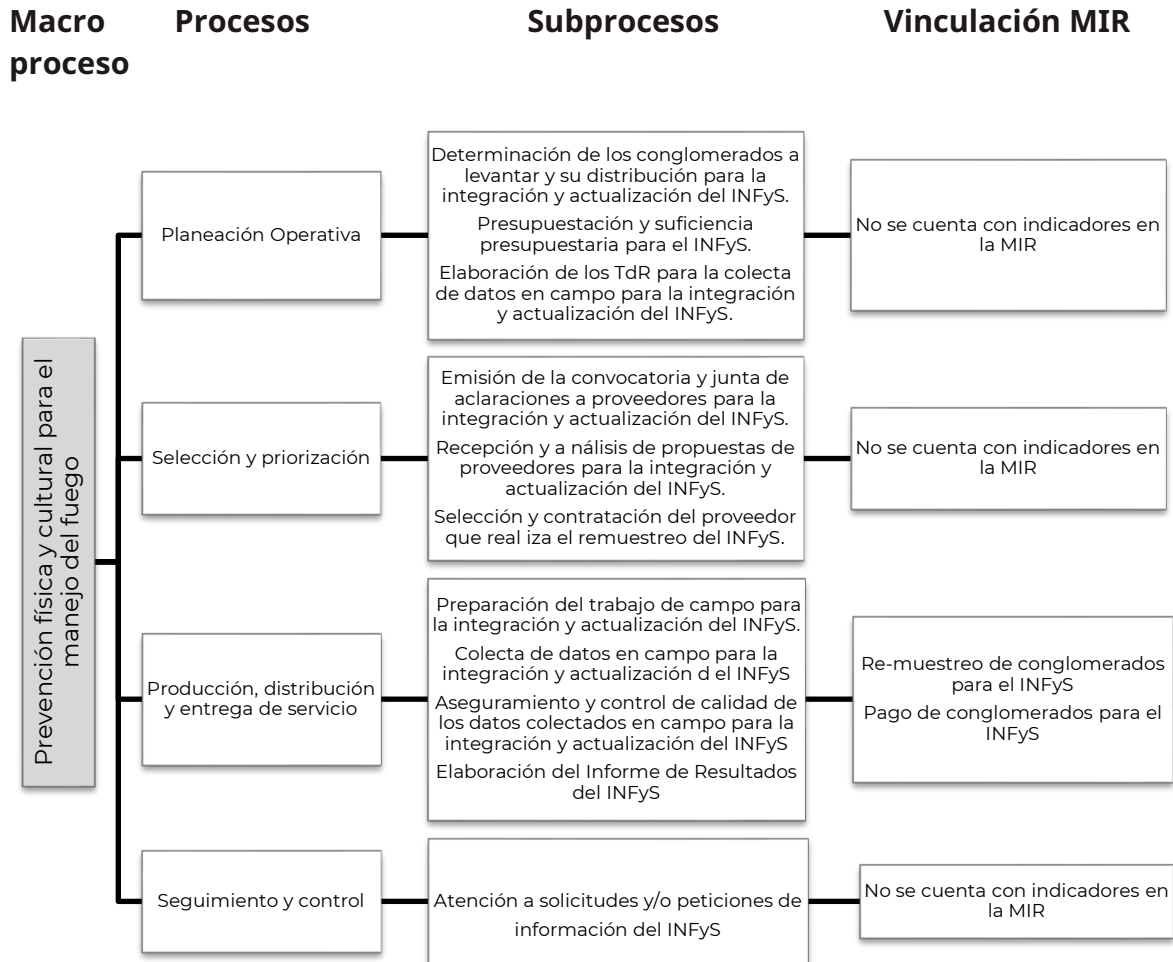 Macro
proceso
Procesos
Subprocesos
Vinculación MIR
Prevención física y cultural para el
manejo del fuego
Planeación Operativa
Determinación de los conglomerados a
levantar y su distribución para la
integración y actualización del INFyS.
Presupuestación y suficiencia
presupuestaria para el INFyS.
Elaboración de los TdR para la colecta
de datos en campo para la integración
y actualización del INFyS.
No se cuenta con indicadores en
la MIR
Selección y priorización
Emisión de la convocatoria y junta de
aclaraciones a proveedores para la
integración y actualización del INFyS.
Recepción y a nálisis de propuestas de
proveedores para la integración y
actualización del INFyS.
Selección y contratación del proveedor
que real iza el remuestreo del INFyS.
No se cuenta con indicadores en
la MIR
Producción, distribución
y entrega de servicio
Preparación del trabajo de campo para
la integración y actualización del INFyS.
Colecta de datos en campo para la
integración y actualización d el INFyS
Aseguramiento y control de calidad de
los datos colectados en campo para la
integración y actualización del INFyS
Elaboración del Informe de Resultados
del INFyS
Re-muestreo de conglomerados
para el INFyS
Pago de conglomerados para el
INFyS
Seguimiento y control
Atención a solicitudes y/o peticiones de
información del INFyS
No se cuenta con indicadores en
la MIR